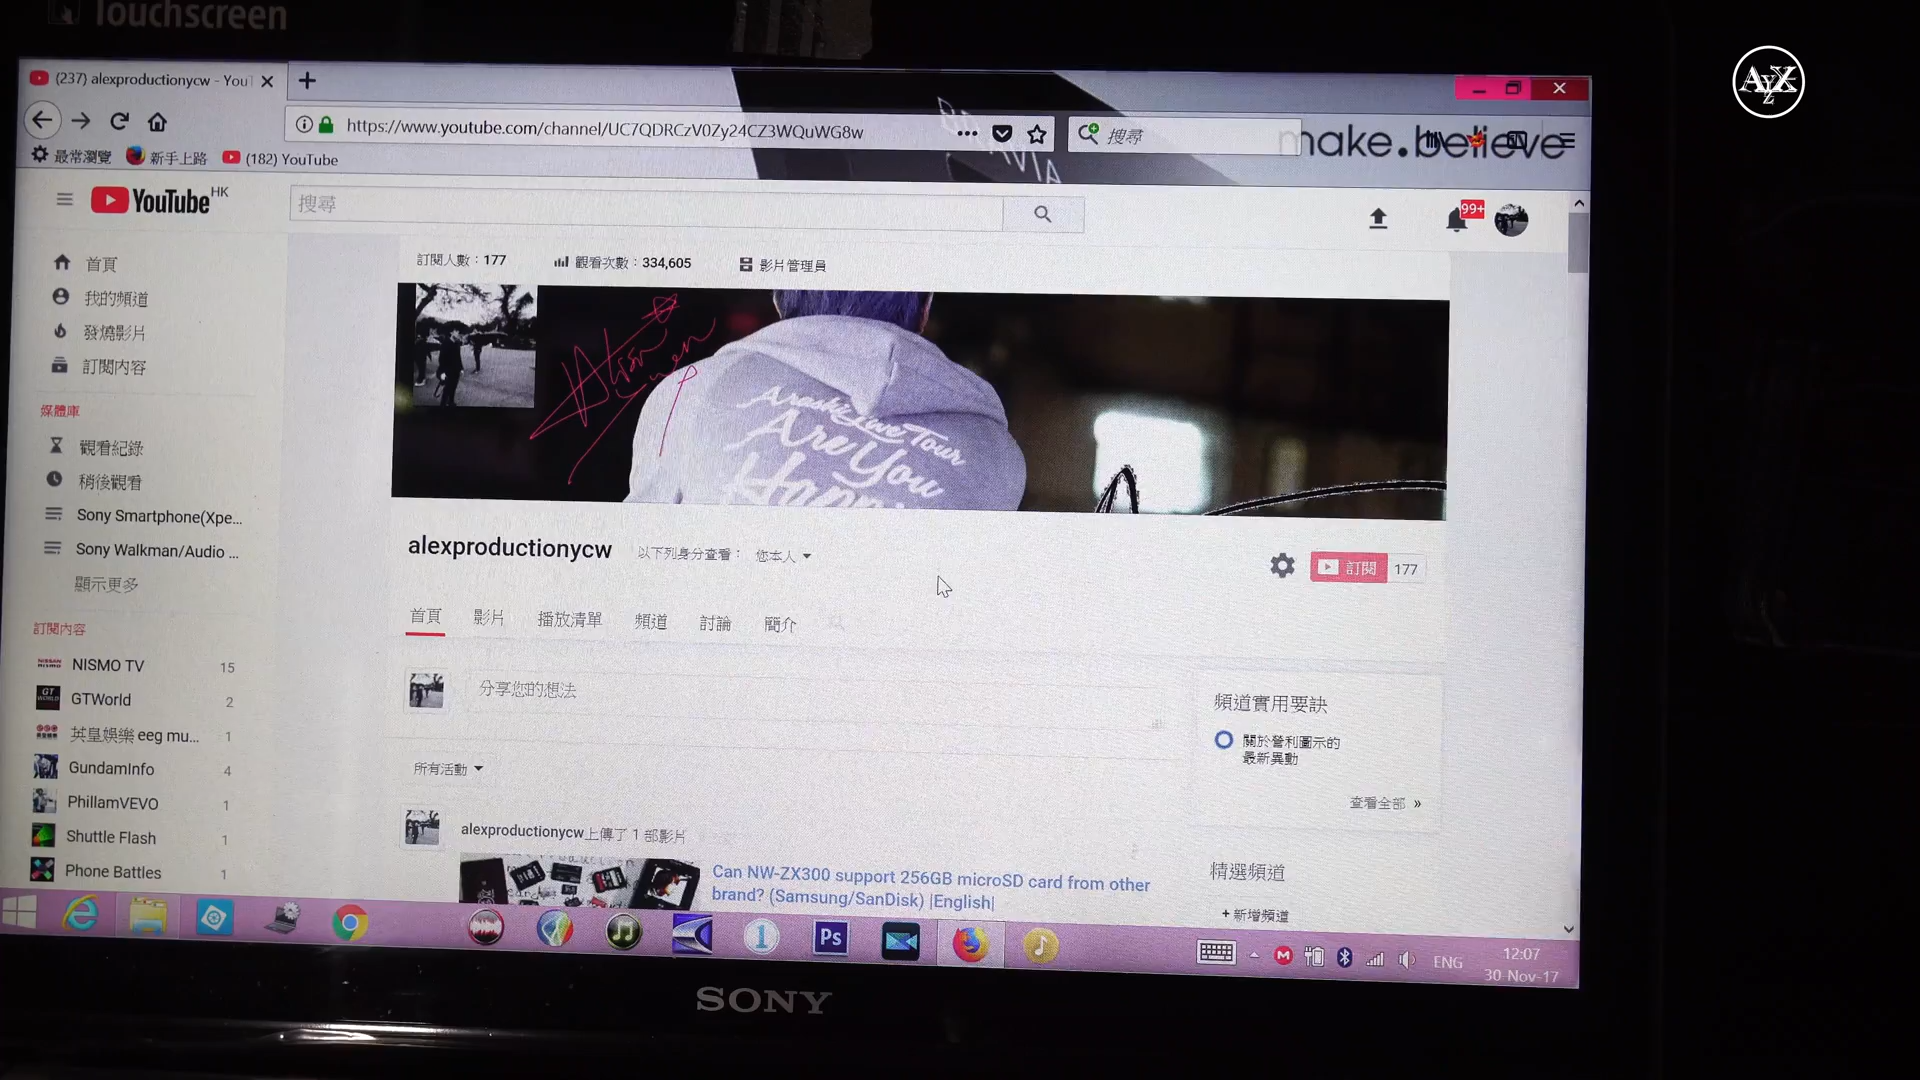 Touchscreen
AyXZ
(237) alexproductionycw - YouT
https://www.youtube.com/channel/UC7QDRCzV0Zy24CZ3WQuWG8w
搜尋
make.believe
BRAVIA
最常瀏覽 新手上路 (182) YouTube
YouTube HK
搜尋
99+
訂閱人數：177 觀看次數：334,605 影片管理員
首頁
我的頻道
發燒影片
訂閱內容
媒體庫
觀看紀錄
稍後觀看
Sony Smartphone(Xpe...
Sony Walkman/Audio ...
顯示更多
訂閱內容
NISMO TV 15
GTWorld 2
英皇娛樂 eeg mu... 1
GundamInfo 4
PhillamVEVO 1
Shuttle Flash 1
Phone Battles 1
Arashi Live Tour
Are You
Happy
alexproductionycw 以下列身分查看： 您本人
訂閱 177
首頁 影片 播放清單 頻道 討論 簡介
分享您的想法
頻道實用要訣
關於營利圖示的
最新異動
查看全部 »
所有活動
alexproductionycw上傳了 1 部影片
Can NW-ZX300 support 256GB microSD card from other
brand? (Samsung/SanDisk) |English|
精選頻道
+ 新增頻道
Ps
ENG
12:07
30-Nov-17
SONY